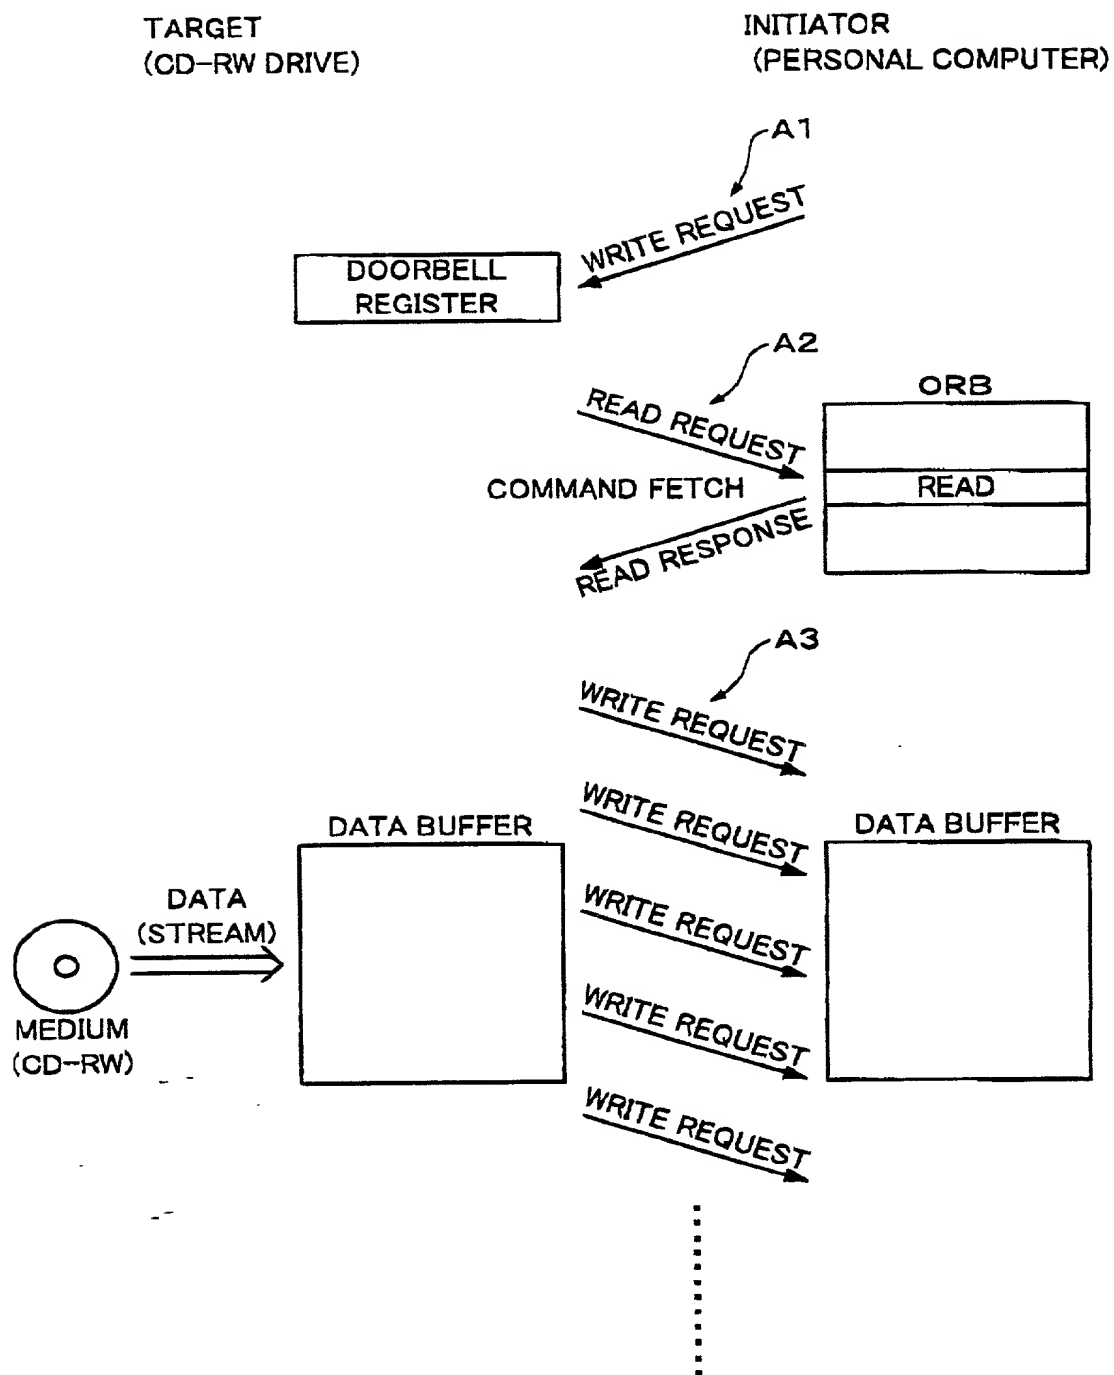 TARGET
(CD-RW DRIVE)
INITIATOR
(PERSONAL COMPUTER)
A1
WRITE REQUEST
DOORBELL
REGISTER
A2
READ REQUEST
ORB
COMMAND FETCH
READ
READ RESPONSE
A3
WRITE REQUEST
WRITE REQUEST
DATA BUFFER
DATA BUFFER
DATA
(STREAM)
WRITE REQUEST
MEDIUM
(CD-RW)
WRITE REQUEST
WRITE REQUEST